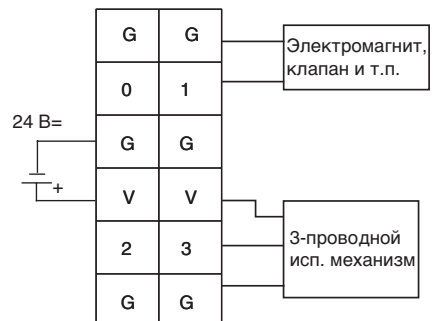 G G
Электромагнит,
клапан и т.п.
0 1
24 В=
G G
+
V V
2 3
3-проводной
исп. механизм
G G